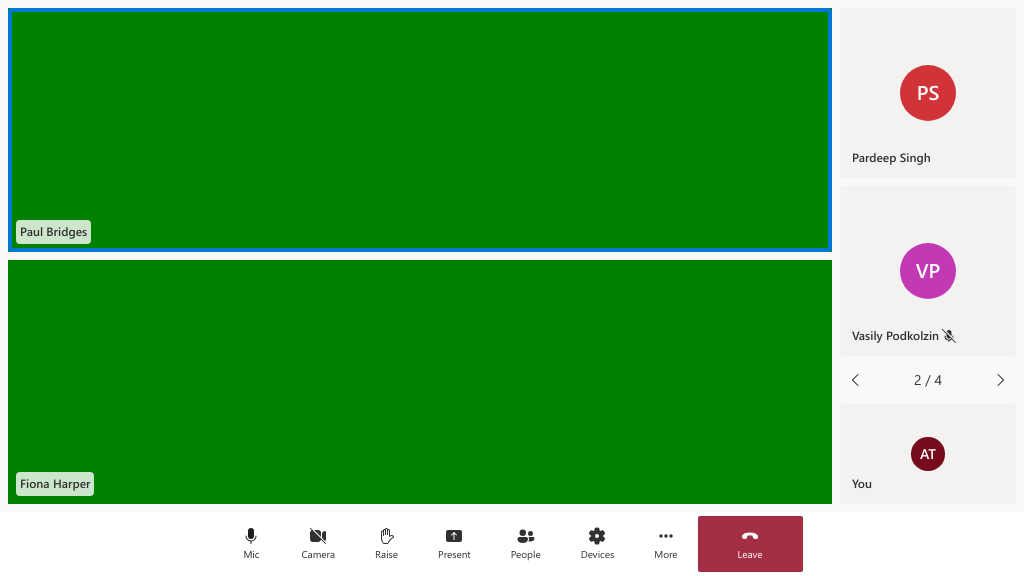 Paul Bridges
Fiona Harper
PS
Pardeep Singh
VP
Vasily Podkolzin
2 / 4
AT
You
Mic
Camera
Raise
Present
People
Devices
More
Leave